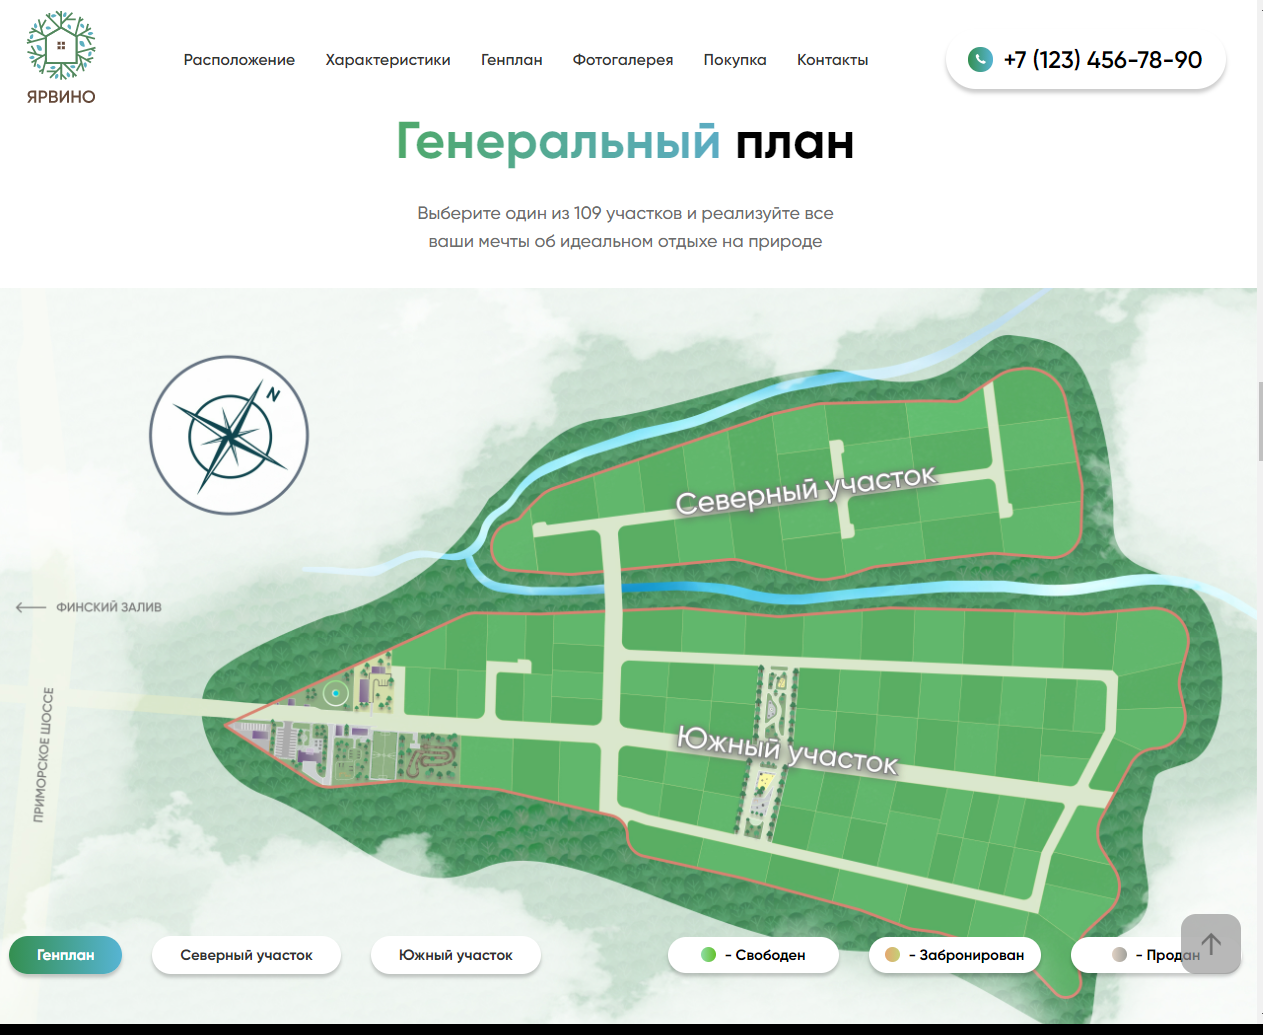 ЯРВИНО
Расположение
Характеристики
Генплан
Фотогалерея
Покупка
Контакты
+7 (123) 456-78-90
Генеральный план
Выберите один из 109 участков и реализуйте все
ваши мечты об идеальном отдыхе на природе
N
Северный участок
ФИНСКИЙ ЗАЛИВ
ПРИМОРСКОЕ ШОССЕ
Южный участок
Генплан
Северный участок
Южный участок
- Свободен
- Забронирован
- Продан